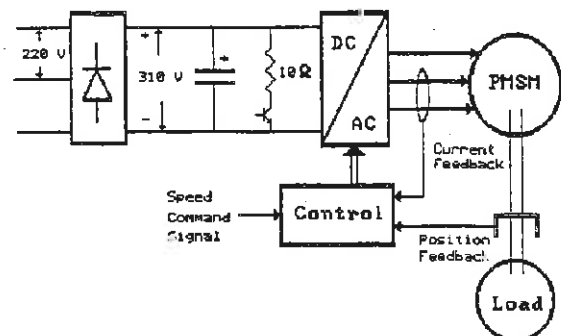 220 V
+
310 V
-
+
10Ω
DC
AC
PMSM
Current
Feedback
Speed
Command
Signal
Control
Position
Feedback
Load